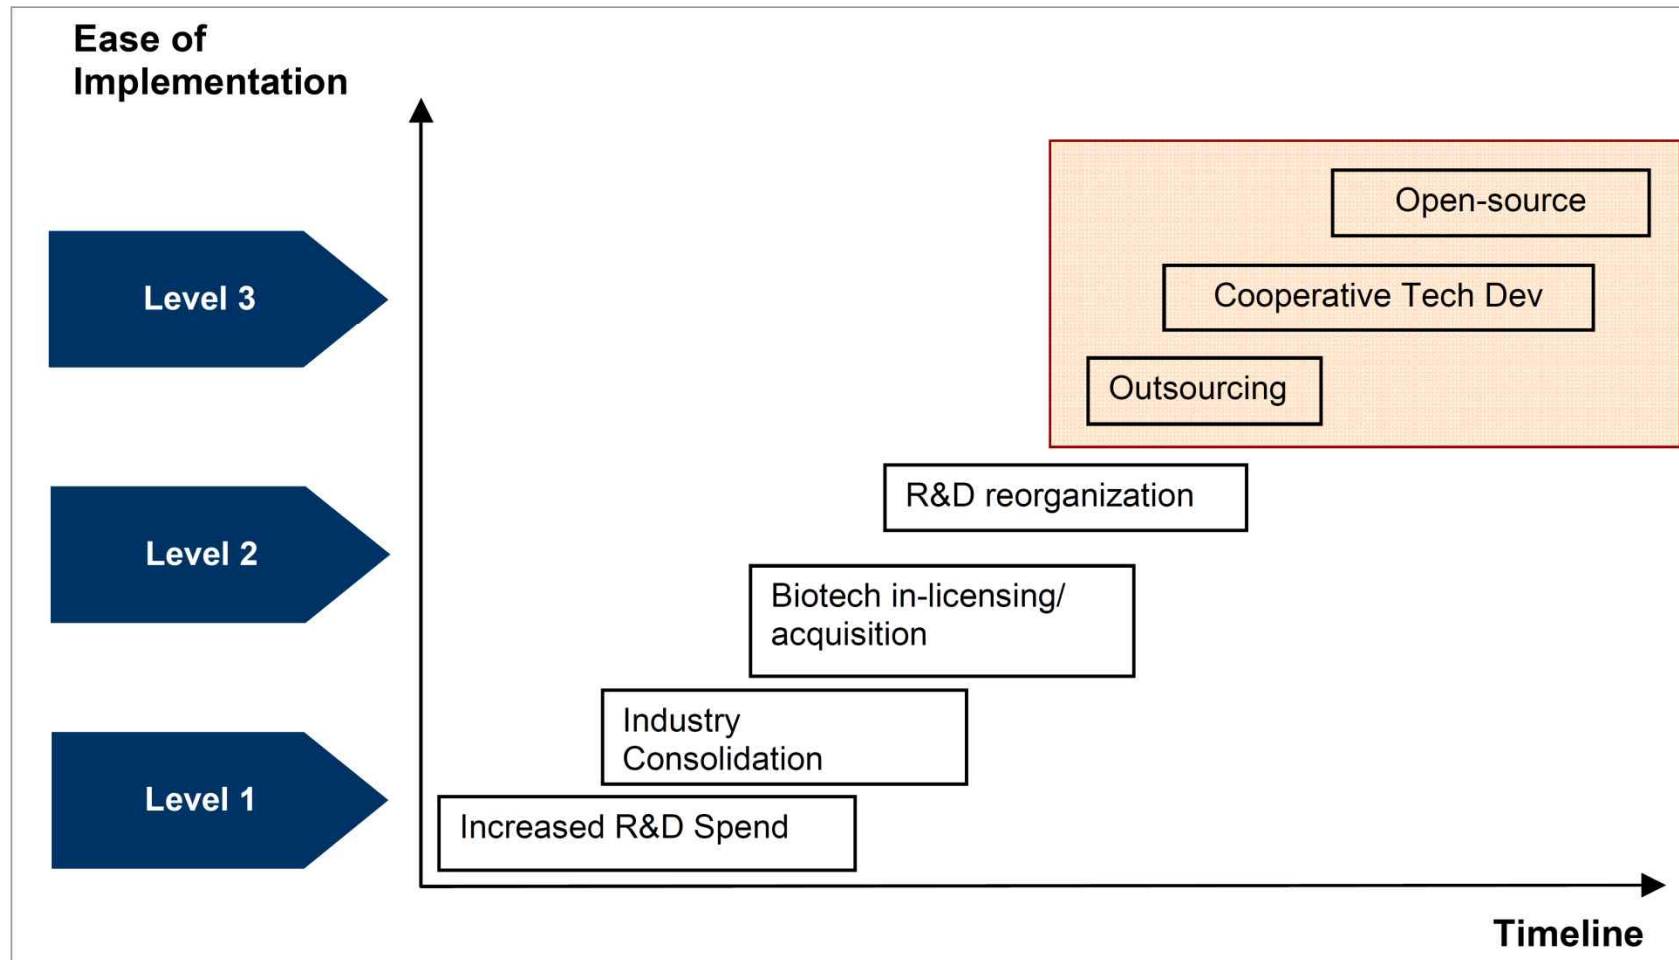 Ease of
Implementation
Open-source
Level 3
Cooperative Tech Dev
Outsourcing
R&D reorganization
Level 2
Biotech in-licensing/
acquisition
Industry
Consolidation
Level 1
Increased R&D Spend
Timeline